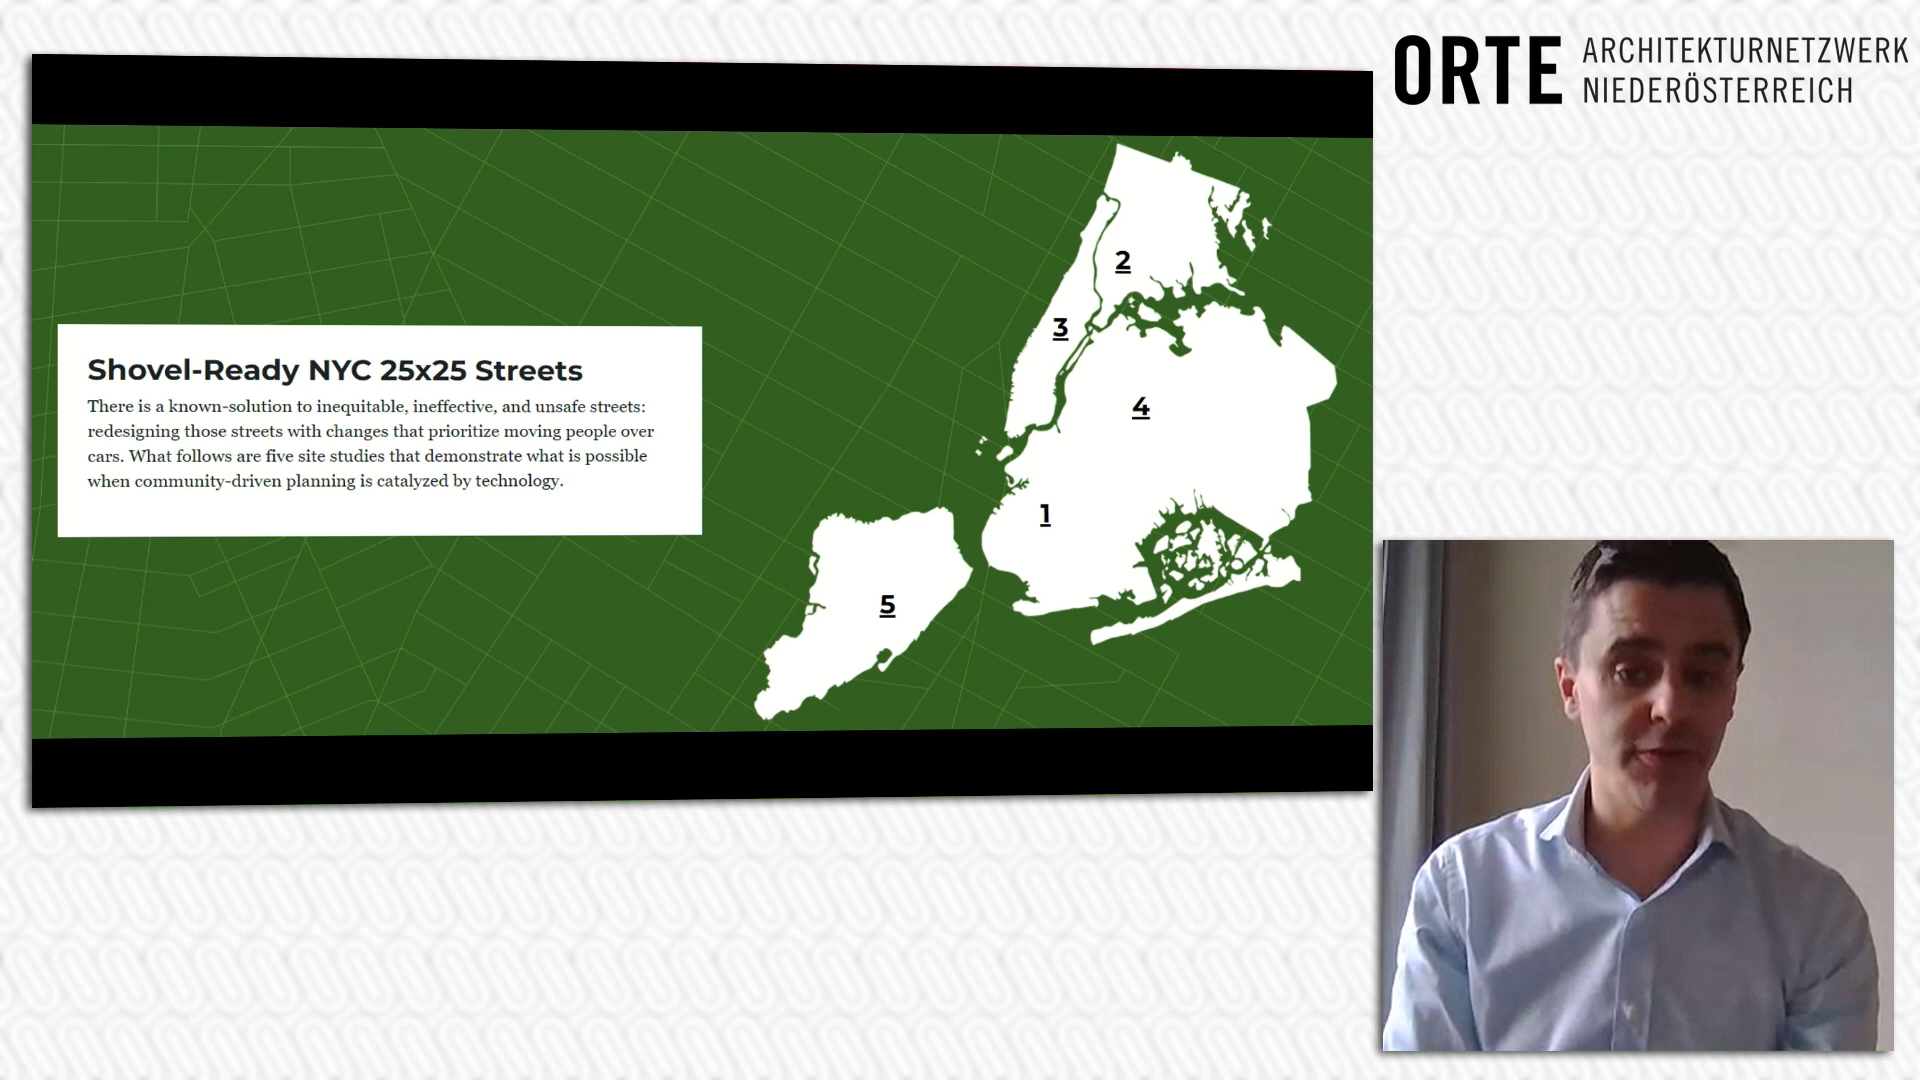 ORTE
ARCHITEKTURNETZWERK
NIEDERÖSTERREICH
Shovel-Ready NYC 25x25 Streets
There is a known-solution to inequitable, ineffective, and unsafe streets:
redesigning those streets with changes that prioritize moving people over
cars. What follows are five site studies that demonstrate what is possible
when community-driven planning is catalyzed by technology.
2
3
4
1
5